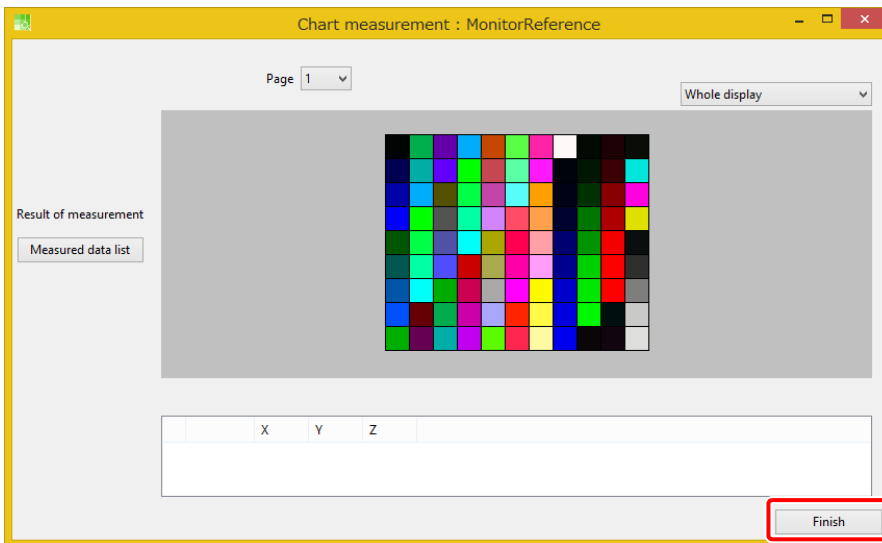 Chart measurement : MonitorReference
Page 1
Whole display
Result of measurement
Measured data list
X Y Z
Finish